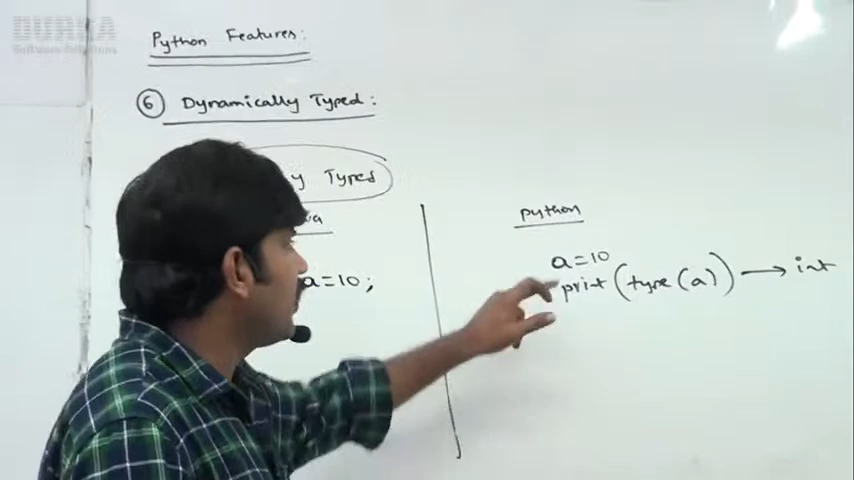 DURGA
Software Solutions
Python Features:
⑥ Dynamically Typed:
Typed
python
a=10;
a=10
print(type(a)) → int